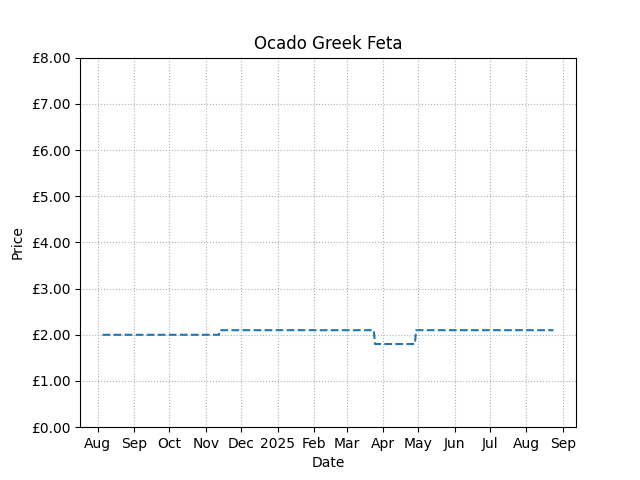 Ocado Greek Feta
£8.00
£7.00
£6.00
£5.00
£4.00
£3.00
£2.00
£1.00
£0.00
Price
Aug Sep Oct Nov Dec 2025 Feb Mar Apr May Jun Jul Aug Sep
Date